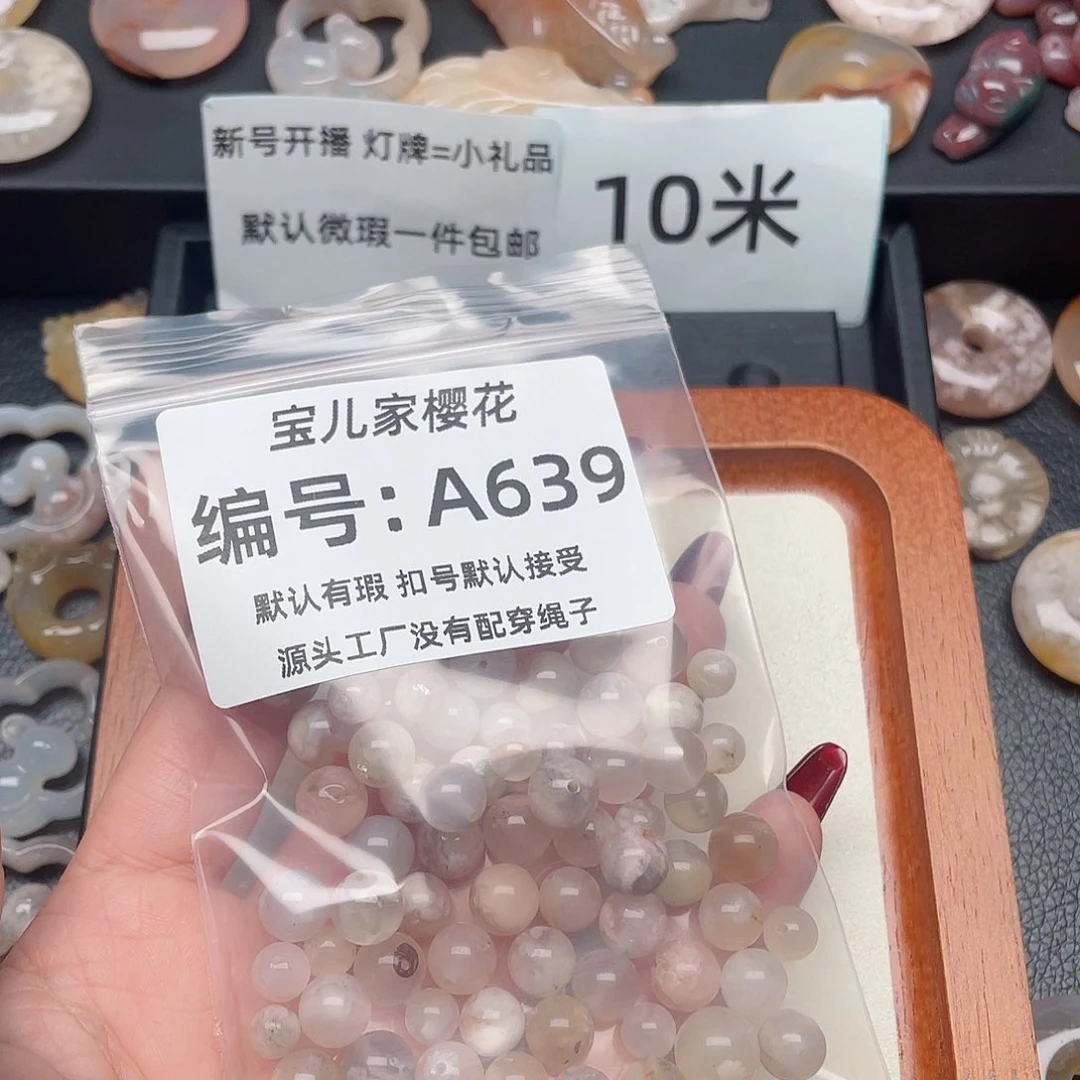 新号开播 灯牌=小礼品
默认微瑕一件包邮
10米
宝儿家樱花
编号：A639
默认有瑕 扣号默认接受
源头工厂没有配穿绳子